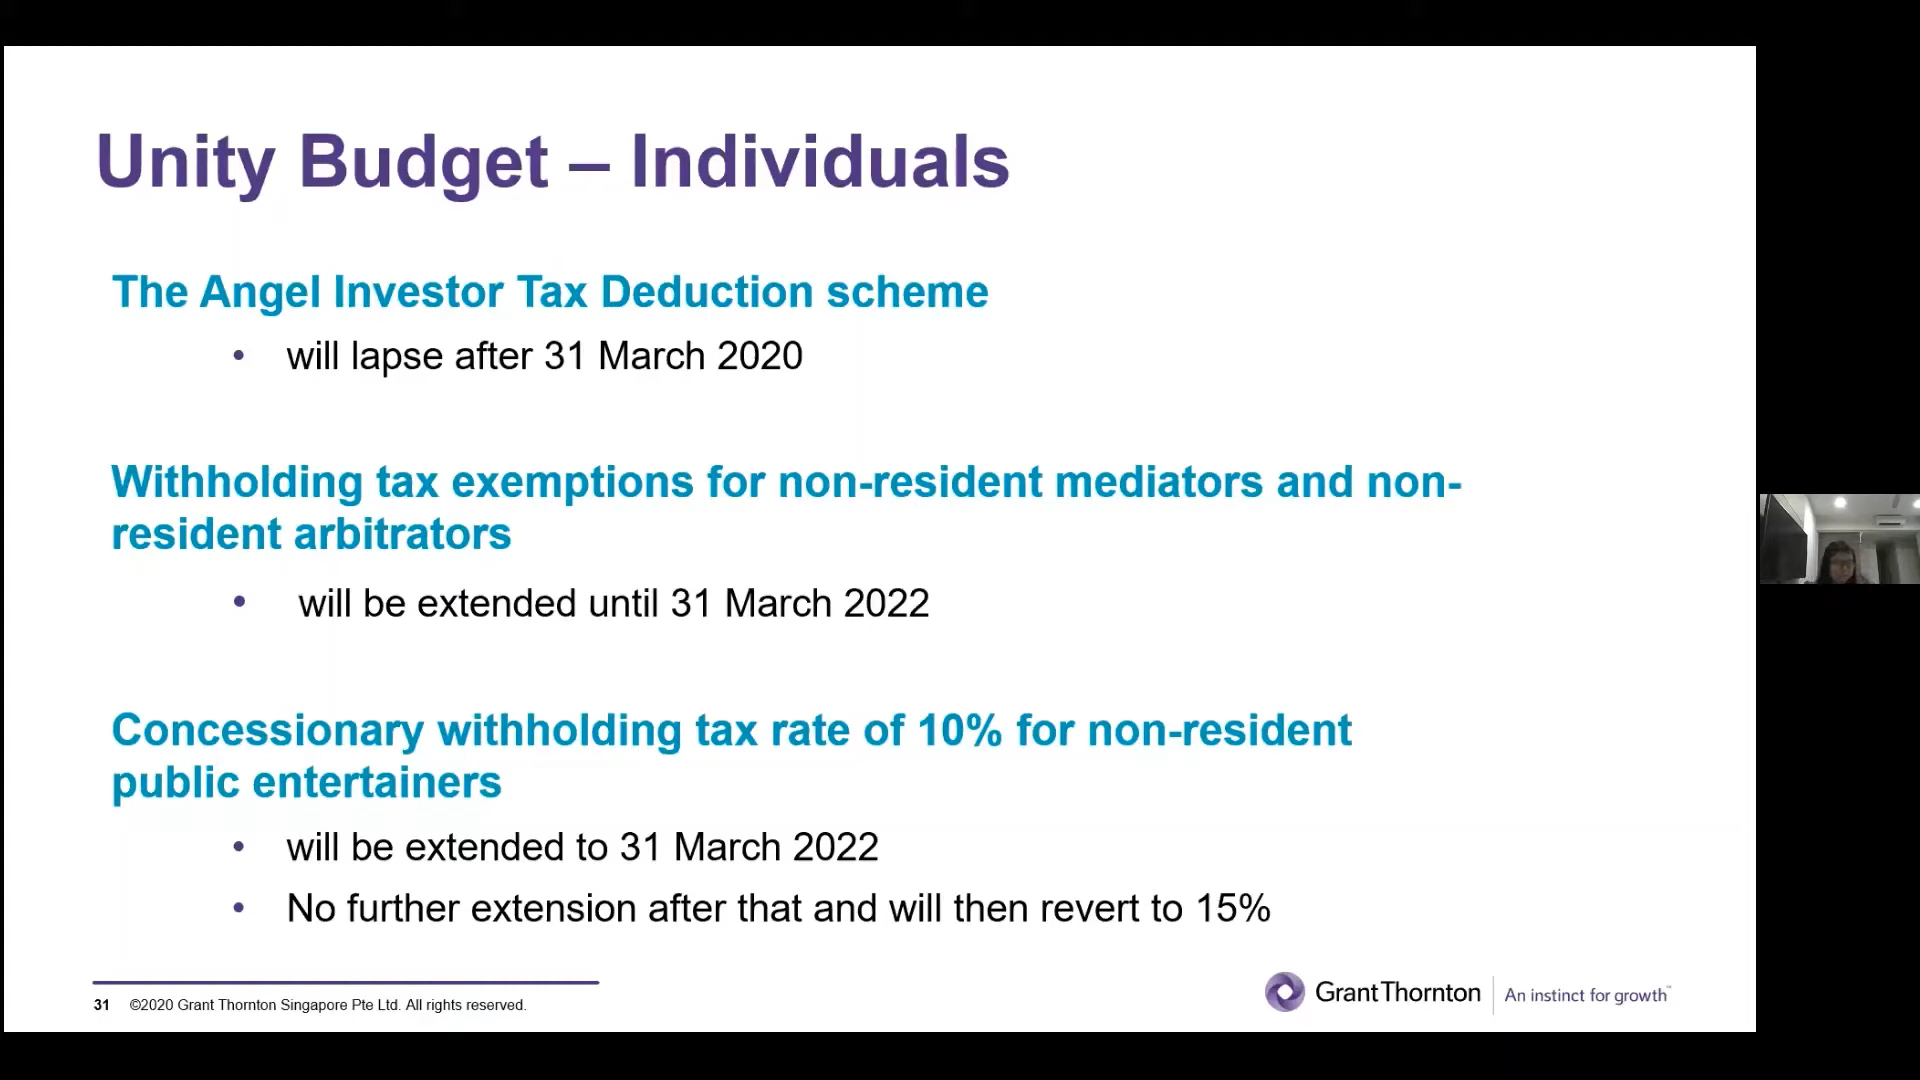 Unity Budget – Individuals
The Angel Investor Tax Deduction scheme
• will lapse after 31 March 2020
Withholding tax exemptions for non-resident mediators and non-
resident arbitrators
• will be extended until 31 March 2022
Concessionary withholding tax rate of 10% for non-resident
public entertainers
• will be extended to 31 March 2022
• No further extension after that and will then revert to 15%
31 ©2020 Grant Thornton Singapore Pte Ltd. All rights reserved.
Grant Thornton An instinct for growth™